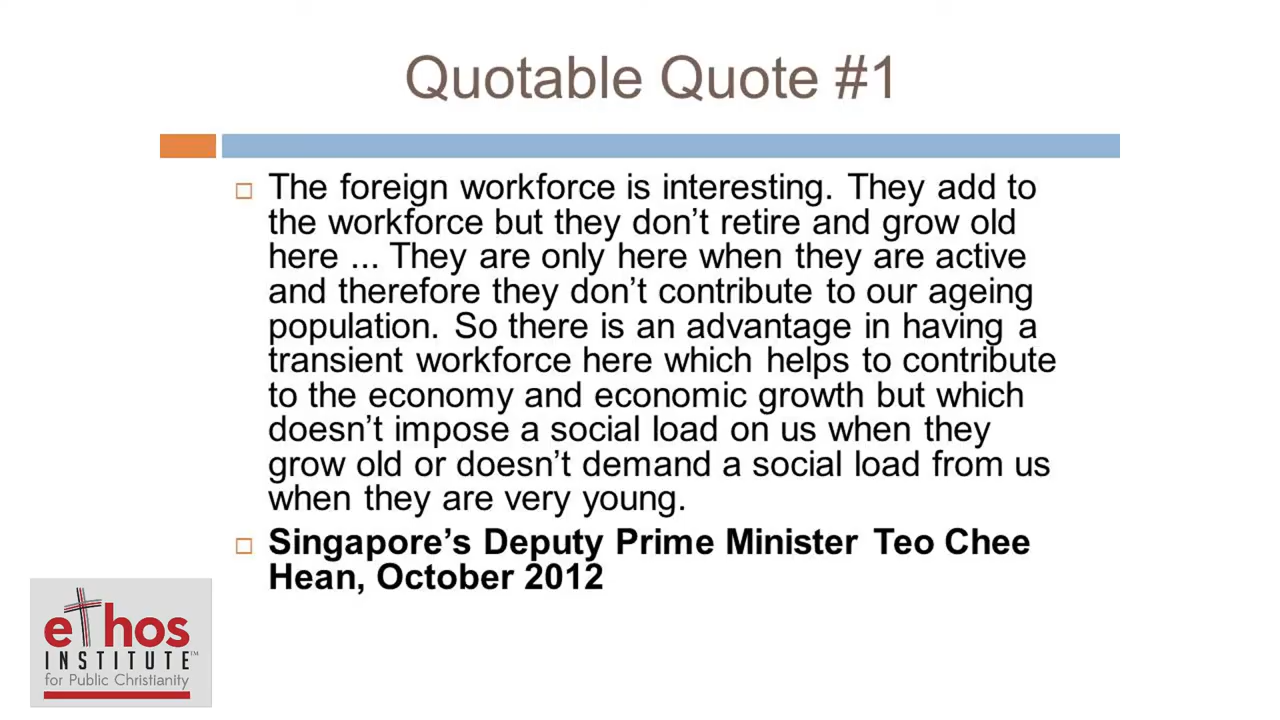 Quotable Quote #1
The foreign workforce is interesting. They add to
the workforce but they don’t retire and grow old
here ... They are only here when they are active
and therefore they don’t contribute to our ageing
population. So there is an advantage in having a
transient workforce here which helps to contribute
to the economy and economic growth but which
doesn’t impose a social load on us when they
grow old or doesn’t demand a social load from us
when they are very young.
Singapore’s Deputy Prime Minister Teo Chee
Hean, October 2012
ethos
INSTITUTE™
for Public Christianity